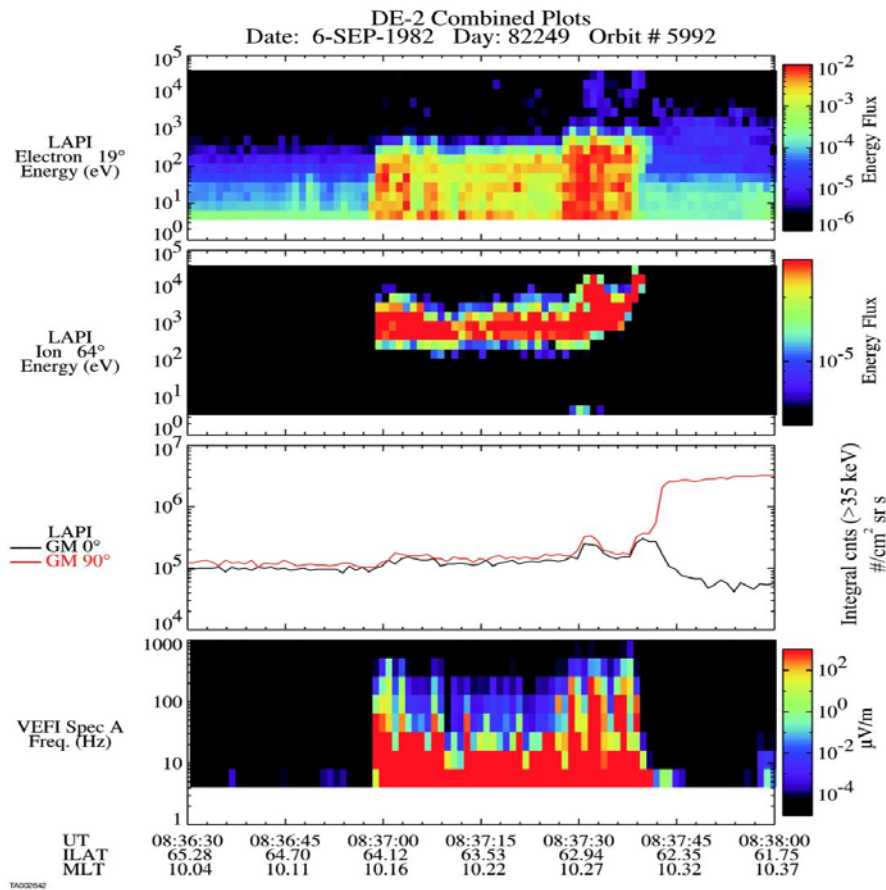 DE-2 Combined Plots
Date: 6-SEP-1982 Day: 82249 Orbit # 5992
LAPI
Electron 19°
Energy (eV)
10^5
10^4
10^3
10^2
10^1
10^0
10^-2
10^-3
10^-4
10^-5
10^-6
Energy Flux
LAPI
Ion 64°
Energy (eV)
10^5
10^4
10^3
10^2
10^1
10^0
10^-5
Energy Flux
LAPI
GM 0°
GM 90°
10^7
10^6
10^5
10^4
Integral cnts (>35 keV)
#/cm^2 sr s
VEFI Spec A
Freq. (Hz)
1000
100
10
1
10^2
10^0
10^-2
10^-4
µV/m
UT 08:36:30 08:36:45 08:37:00 08:37:15 08:37:30 08:37:45 08:38:00
ILAT 65.28 64.70 64.12 63.53 62.94 62.35 61.75
MLT 10.04 10.11 10.16 10.22 10.27 10.32 10.37
TA002642